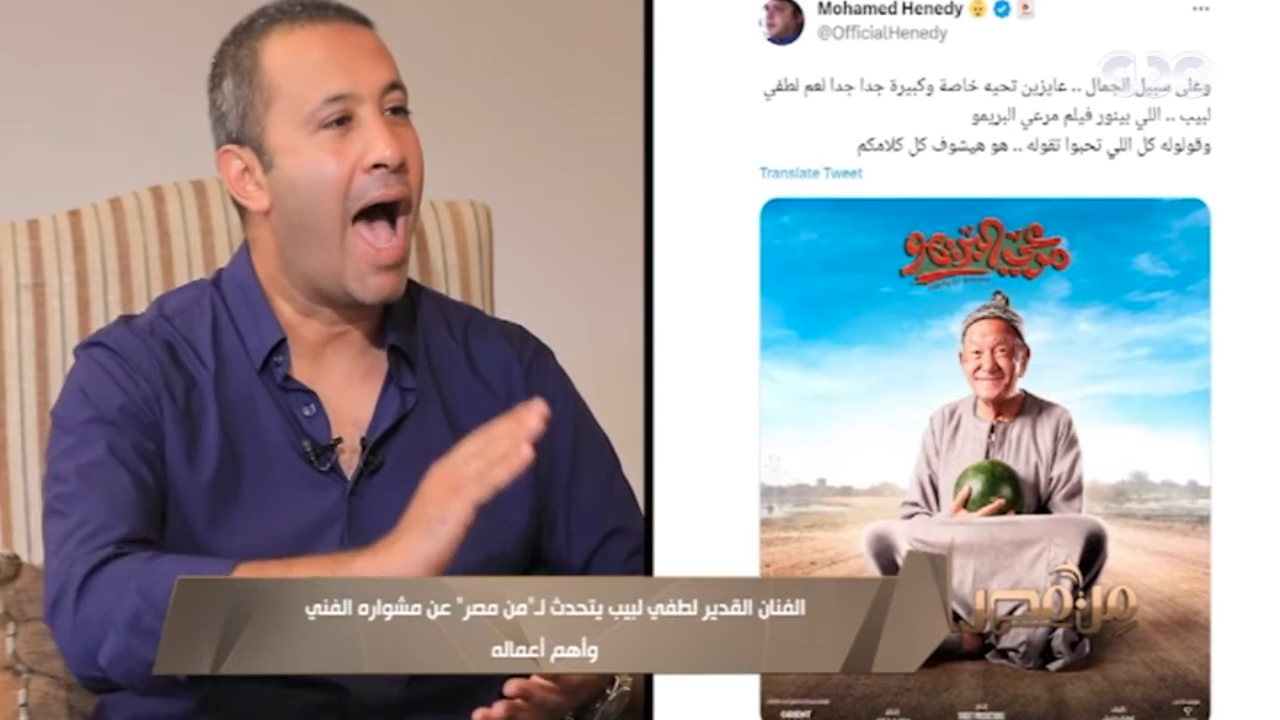 Mohamed Henedy
@OfficialHenedy
cbc
وعلى سبيل الجمال .. عايزين تحيه خاصة وكبيرة جدا جدا لعم لطفي
لبيب .. اللي بينور فيلم مرعي البريمو
وقولوله كل اللي تحبوا تقوله .. هو هيشوف كل كلامكم
Translate Tweet
مرعي البريمو
الفنان القدير لطفي لبيب يتحدث لـ"من مصر" عن مشواره الفني
وأهم أعماله
من مصر